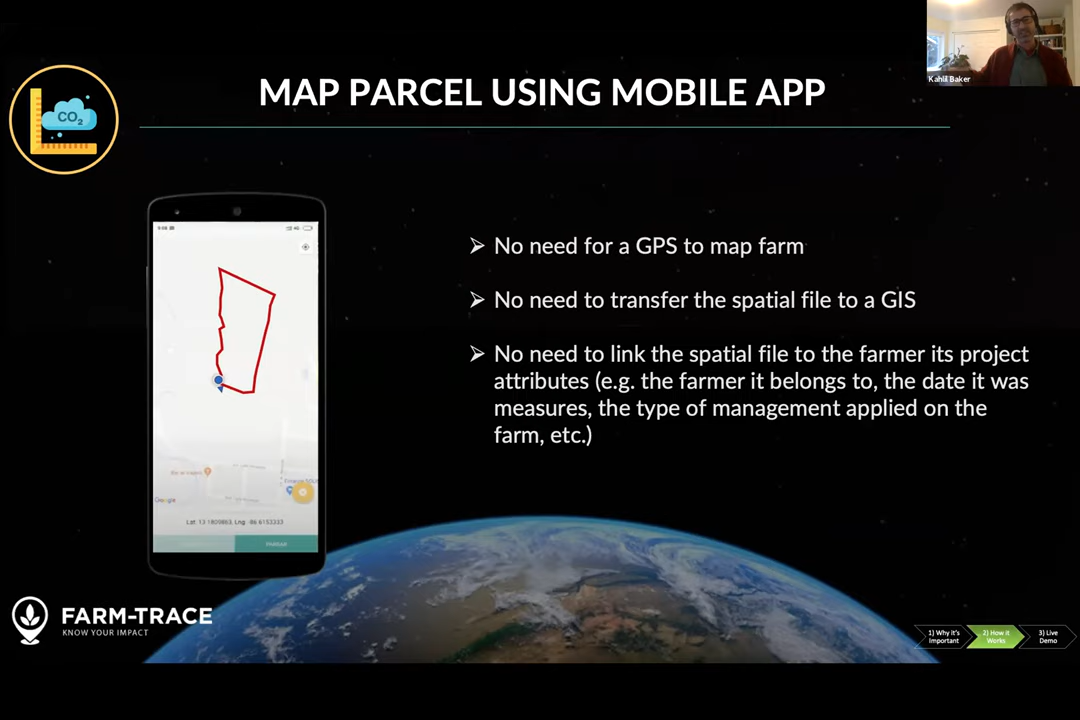 Kahlil Baker
MAP PARCEL USING MOBILE APP
CO2
No need for a GPS to map farm
No need to transfer the spatial file to a GIS
No need to link the spatial file to the farmer its project
attributes (e.g. the farmer it belongs to, the date it was
measures, the type of management applied on the
farm, etc.)
Google
FARM-TRACE
KNOW YOUR IMPACT
1) Why it's
Important
2) How it
Works
3) Live
Demo